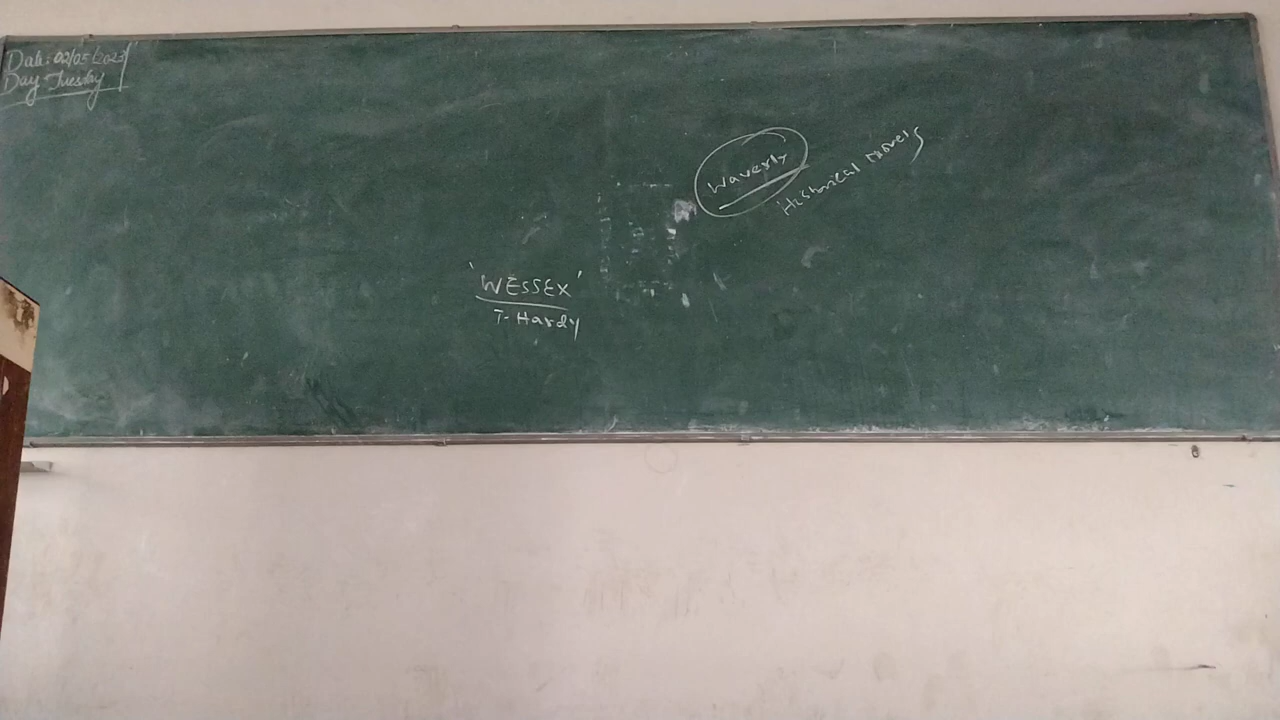 Date: 02/05/2023
Day Tuesday
Waverly
Historical Novels
'WESSEX'
T- Hardy